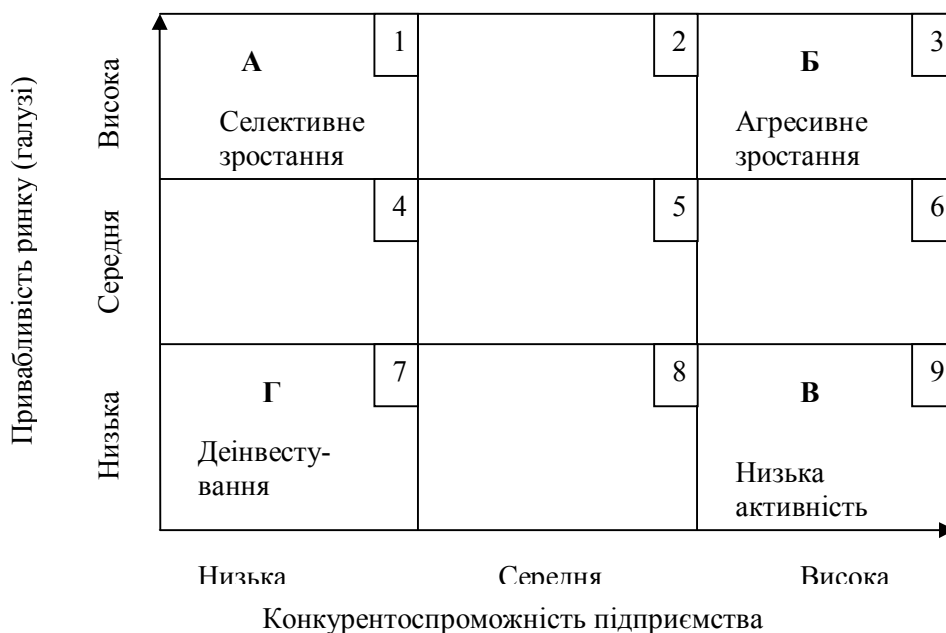 Привабливість ринку (галузі)
Висока
Середня
Низька
А
1
Селективне
зростання
2
Б
3
Агресивне
зростання
4
5
6
Г
7
Деінвесту-
вання
8
В
9
Низька
активність
Низька
Середня
Висока
Конкурентоспроможність підприємства